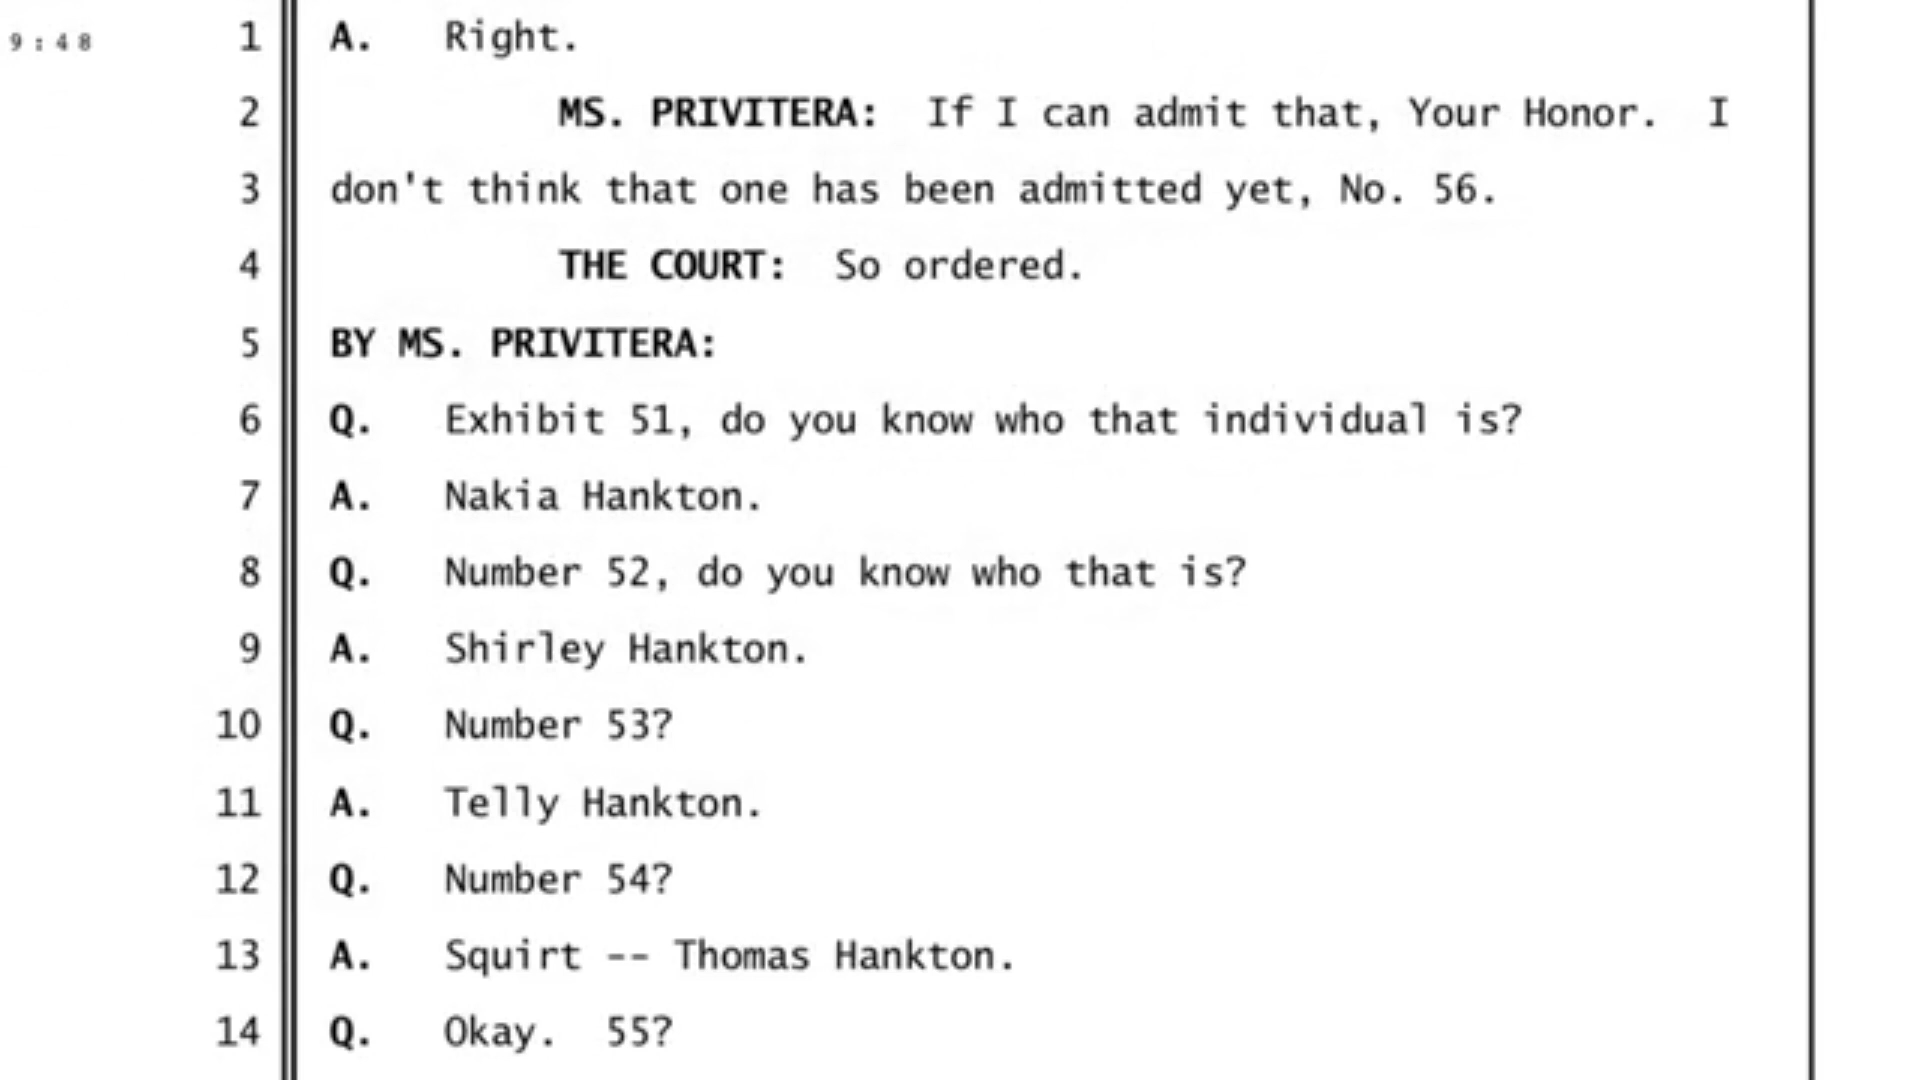 9:48 1 A. Right.
2 MS. PRIVITERA: If I can admit that, Your Honor. I
3 don't think that one has been admitted yet, No. 56.
4 THE COURT: So ordered.
5 BY MS. PRIVITERA:
6 Q. Exhibit 51, do you know who that individual is?
7 A. Nakia Hankton.
8 Q. Number 52, do you know who that is?
9 A. Shirley Hankton.
10 Q. Number 53?
11 A. Telly Hankton.
12 Q. Number 54?
13 A. Squirt -- Thomas Hankton.
14 Q. Okay. 55?